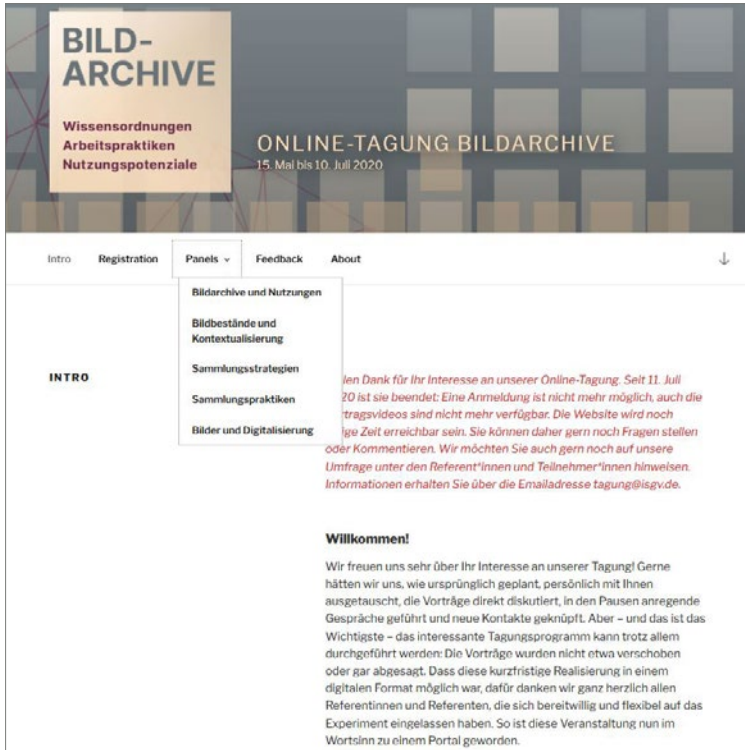 BILD-
ARCHIVE
Wissensordnungen
Arbeitspraktiken
Nutzungspotenziale
ONLINE-TAGUNG BILDARCHIVE
15. Mai bis 10. Juli 2020
Intro Registration Panels Feedback About
Bildarchive und Nutzungen
Bildbestände und
Kontextualisierung
Sammlungsstrategien
Sammlungspraktiken
Bilder und Digitalisierung
INTRO
Dank für Ihr Interesse an unserer Online-Tagung. Seit 11. Juli
ist sie beendet: Eine Anmeldung ist nicht mehr möglich, auch die
sind nicht mehr verfügbar. Die Website wird noch
Zeit erreichbar sein. Sie können daher gern noch Fragen stellen
oder Kommentieren. Wir möchten Sie auch gern noch auf unsere
Umfrage unter den Referent*innen und Teilnehmer*innen hinweisen.
Informationen erhalten Sie über die Emailadresse tagung@isgv.de.
Willkommen!
Wir freuen uns sehr über Ihr Interesse an unserer Tagung! Gerne
hätten wir uns, wie ursprünglich geplant, persönlich mit Ihnen
ausgetauscht, die Vorträge direkt diskutiert, in den Pausen anregende
Gespräche geführt und neue Kontakte geknüpft. Aber – und das ist das
Wichtigste – das interessante Tagungsprogramm kann trotz allem
durchgeführt werden: Die Vorträge wurden nicht etwa verschoben
oder gar abgesagt. Dass diese kurzfristige Realisierung in einem
digitalen Format möglich war, dafür danken wir ganz herzlich allen
Referentinnen und Referenten, die sich bereitwillig und flexibel auf das
Experiment eingelassen haben. So ist diese Veranstaltung nun im
Wortsinn zu einem Portal geworden.